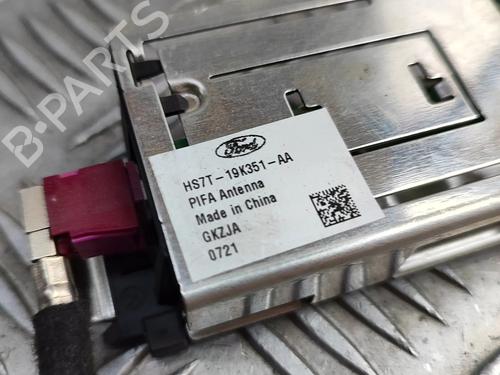 B-PARTS
Ford
HS7T-19K351-AA
PIFA Antenna
Made in China
GKZJA
0721